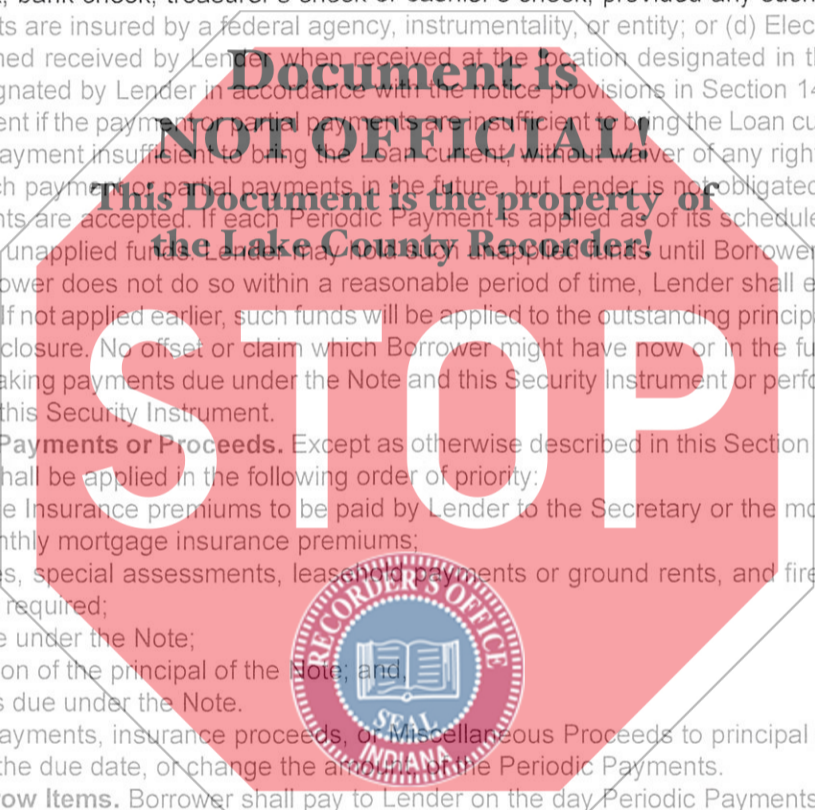 , bank check, treasurer's check or cashier's check, provided any such
ts are insured by a federal agency, instrumentality, or entity; or (d) Elec
ned received by Lender when received at the location designated in th
gnated by Lender in accordance with the notice provisions in Section 14
Document is
ent if the payment or partial payments are insufficient to bring the Loan cu
NOT OFFICIAL!
ayment insufficient to bring the Loan current, without waiver of any right
h payment or partial payments in the future, but Lender is not obligated
This Document is the property of
nts are accepted. If each Periodic Payment is applied as of its schedule
the Lake County Recorder!
unapplied funds. Lender may hold such unapplied funds until Borrower
ower does not do so within a reasonable period of time, Lender shall e
If not applied earlier, such funds will be applied to the outstanding princip
closure. No offset or claim which Borrower might have now or in the fu
aking payments due under the Note and this Security Instrument or perfo
this Security Instrument.
STOP
Payments or Proceeds. Except as otherwise described in this Section
hall be applied in the following order of priority:
e Insurance premiums to be paid by Lender to the Secretary or the mo
nthly mortgage insurance premiums;
s, special assessments, leasehold payments or ground rents, and fire
required;
e under the Note;
on of the principal of the Note; and,
s due under the Note.
RECORDER'S OFFICE
SEAL
INDIANA
ayments, insurance proceeds, or Miscellaneous Proceeds to principal
the due date, or change the amount of the Periodic Payments.
ow Items. Borrower shall pay to Lender on the day Periodic Payments